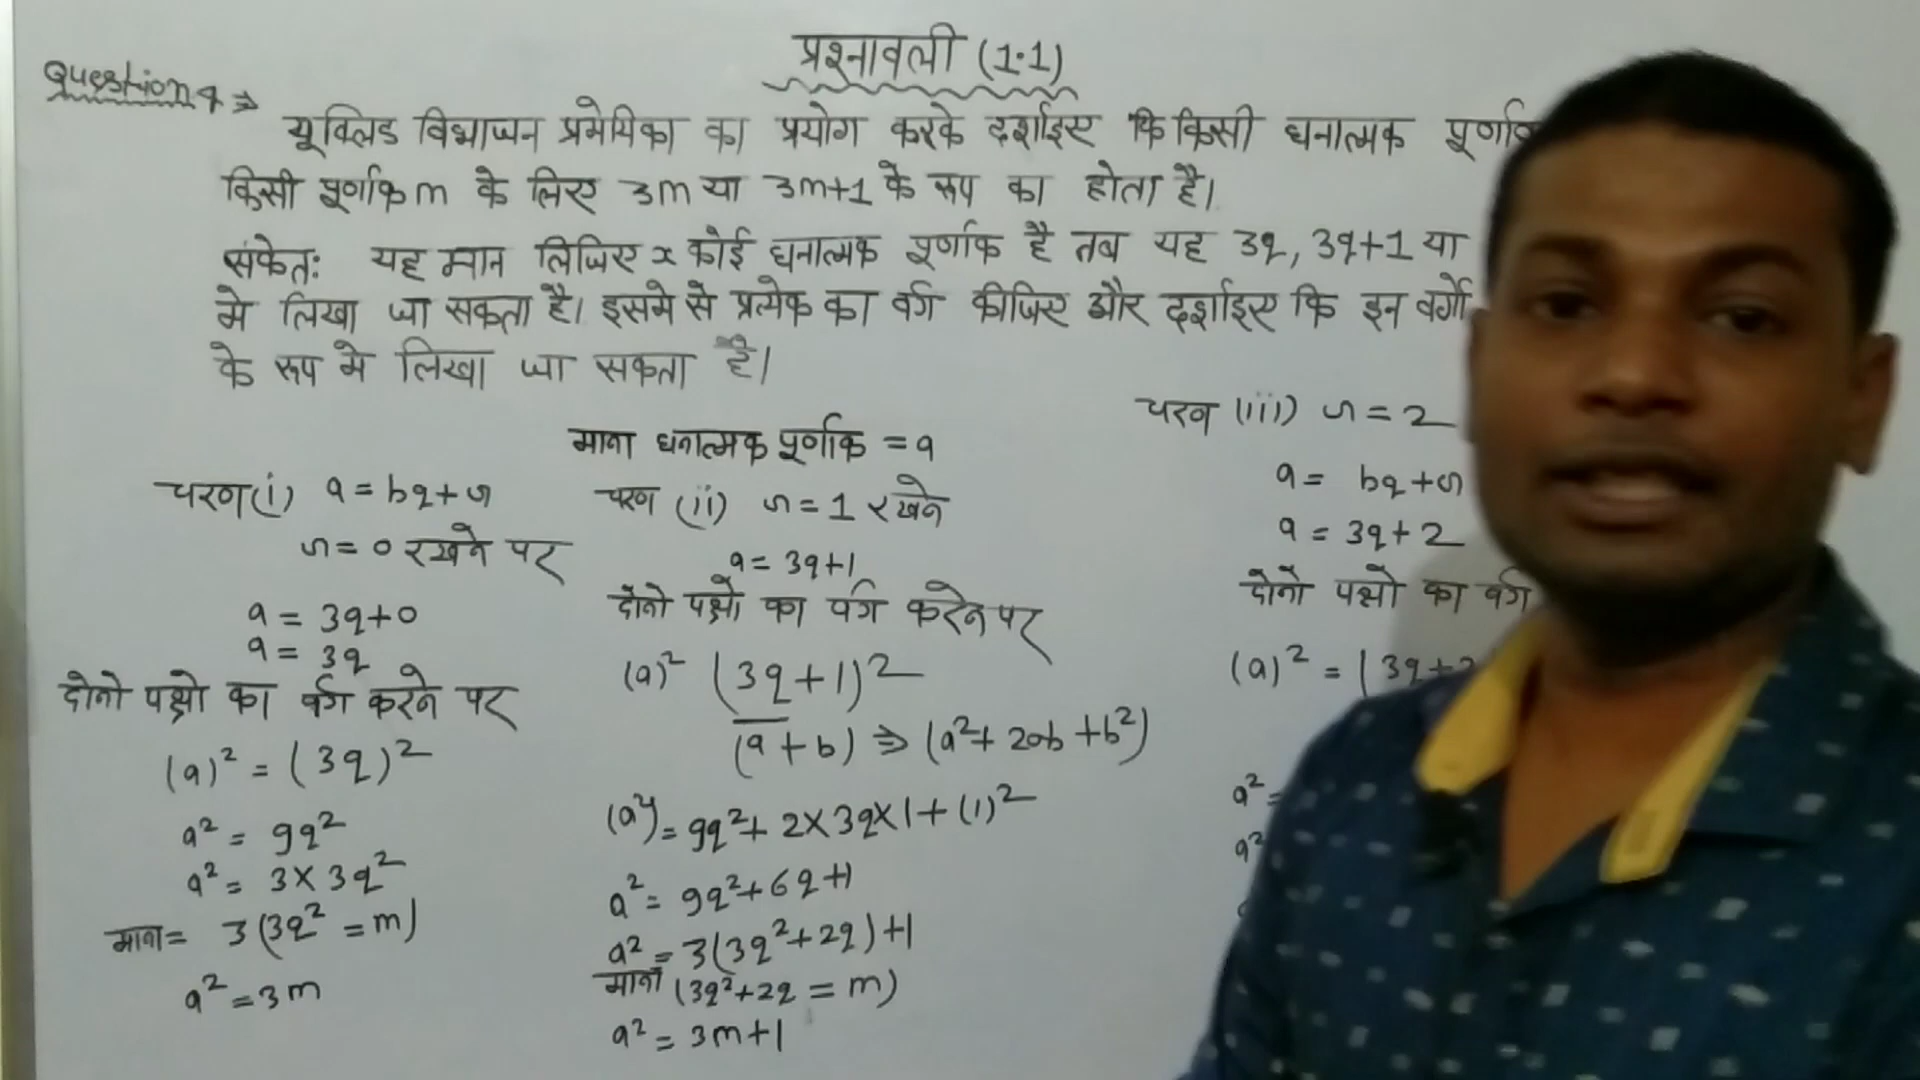 प्रश्नावली (1.1)
Question 4 ⇒
यूक्लिड विभाजन प्रमेयिका का प्रयोग करके दर्शाइए कि किसी धनात्मक
किसी पूर्णाक m के लिए 3m या 3m+1 के रूप का होता है।
संकेत: यह मान लिजिए x कोई धनात्मक पूर्णाक है तब यह 3q, 3q+1 या
मे लिखा जा सकता है। इसमे से प्रत्येक का वर्ग कीजिए और दर्शाइए कि इन वर्गो
के रूप मे लिखा जा सकता है।
माना धनात्मक पूर्णाक = a
चरण (i) a = bq+r
r = 0 रखने पर
a = 3q+0
a = 3q
दोनो पक्षो का वर्ग करने पर
(a)² = (3q)²
a² = 9q²
a² = 3×3q²
माना = 3(3q² = m)
a² = 3m
चरण (ii) r = 1 रखने
a = 3q+1
दोनो पक्षो का वर्ग करने पर
(a)² (3q+1)²
(a+b) ⇒ (a²+2ab+b²)
(a²) = 9q²+2×3q×1+(1)²
a² = 9q²+6q+1
a² = 3(3q²+2q)+1
माना (3q²+2q = m)
a² = 3m+1
चरण (iii) r = 2
a = bq+r
a = 3q+2
दोनो पक्षो का वर्ग
(a)² = (3q+2
a² =
a²